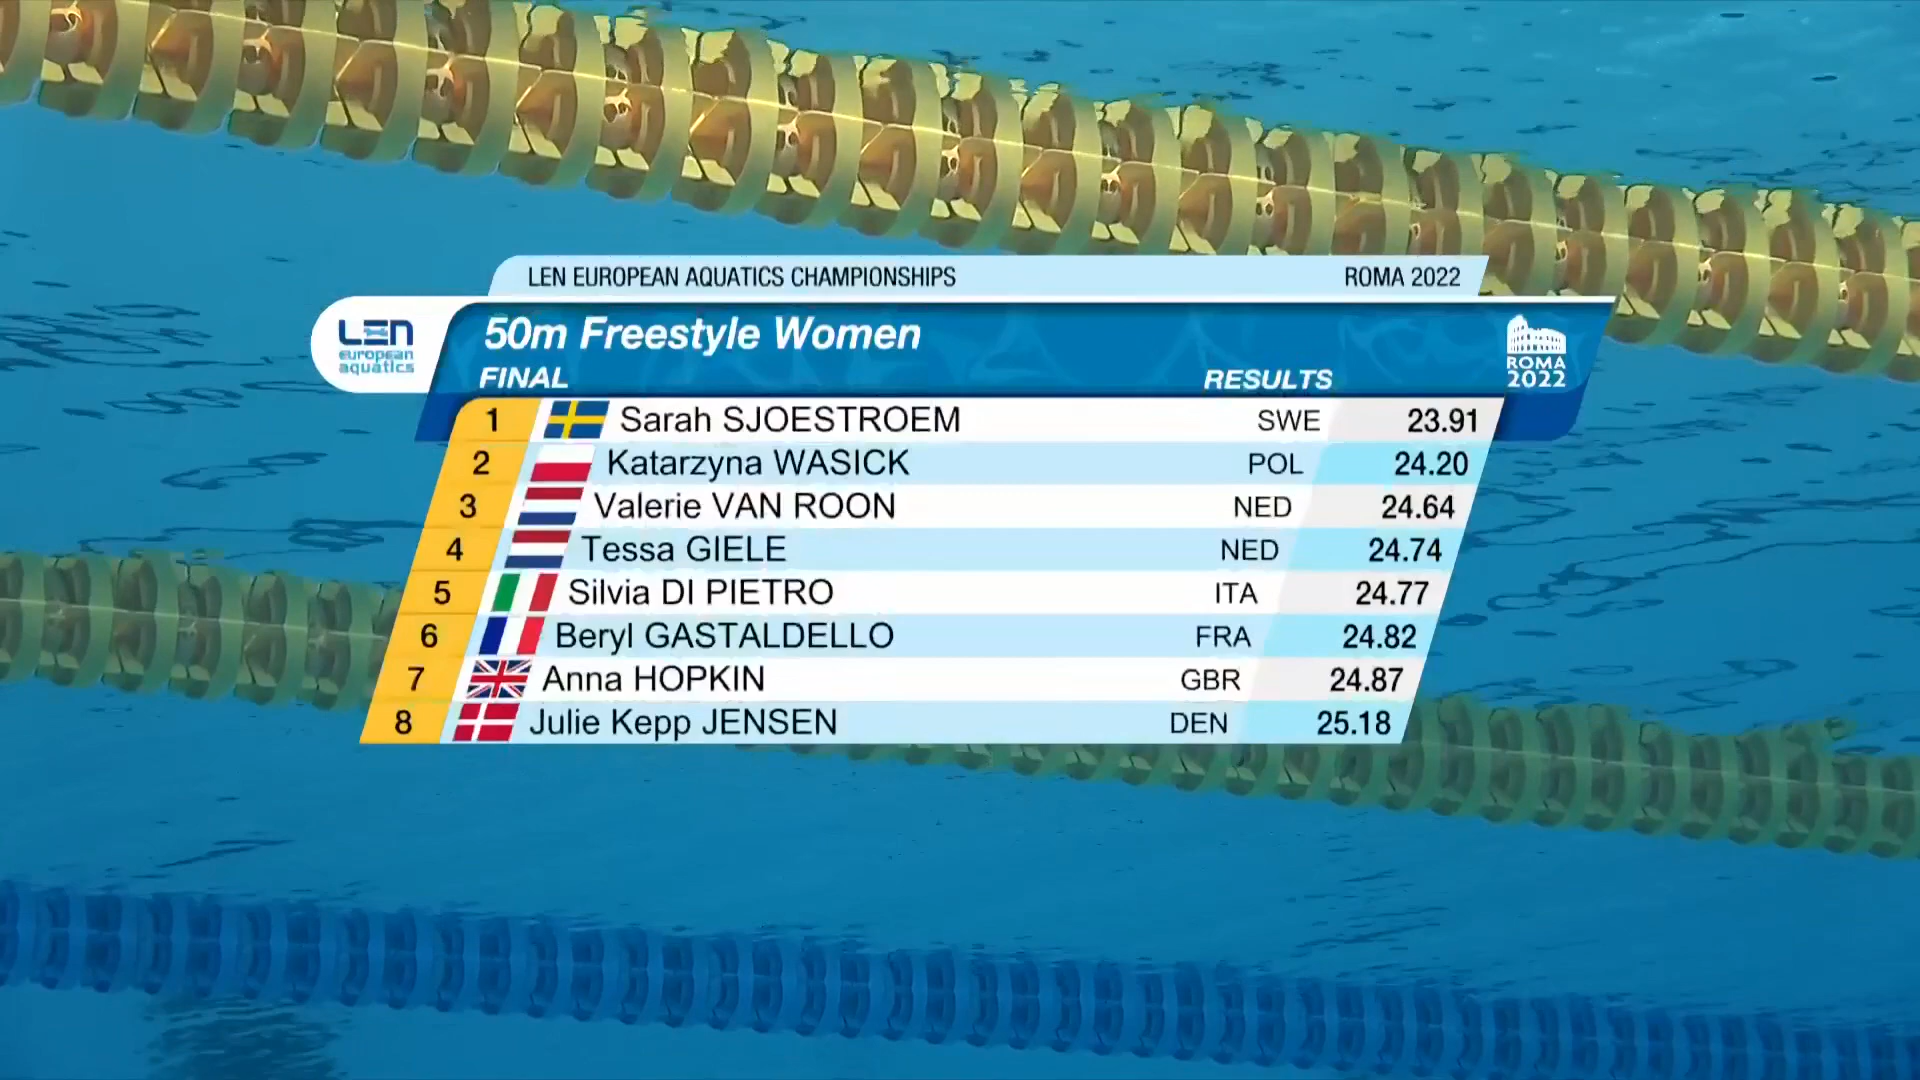 LEN EUROPEAN AQUATICS CHAMPIONSHIPS ROMA 2022
LEN
european
aquatics
50m Freestyle Women
FINAL RESULTS
ROMA
2022
1 Sarah SJOESTROEM SWE 23.91
2 Katarzyna WASICK POL 24.20
3 Valerie VAN ROON NED 24.64
4 Tessa GIELE NED 24.74
5 Silvia DI PIETRO ITA 24.77
6 Beryl GASTALDELLO FRA 24.82
7 Anna HOPKIN GBR 24.87
8 Julie Kepp JENSEN DEN 25.18